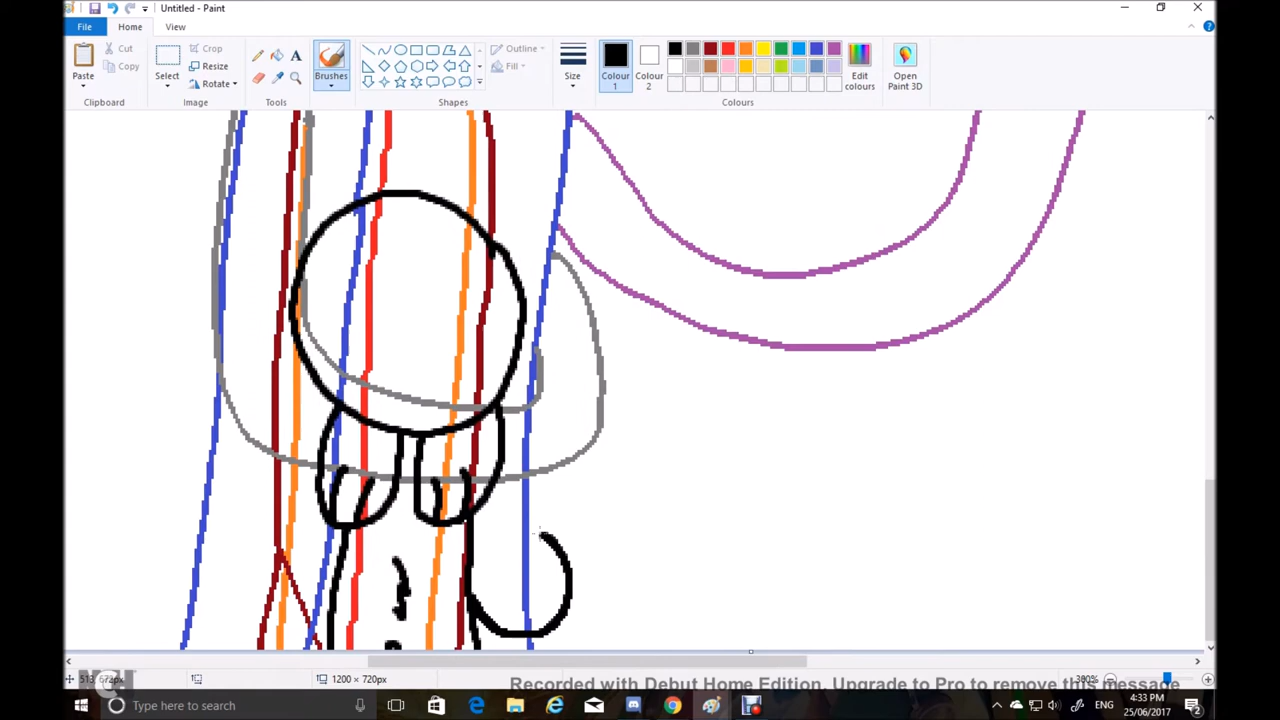 Untitled - Paint
File
Home
View
Paste
Cut
Copy
Clipboard
Select
Crop
Resize
Rotate
Image
A
Tools
Brushes
Outline
Fill
Shapes
Size
Colour 1
Colour 2
Edit colours
Open Paint 3D
Colours
1200 × 720px
Recorded with Debut Home Edition. Upgrade to Pro to remove this message
Type here to search
4:33 PM
25/06/2017